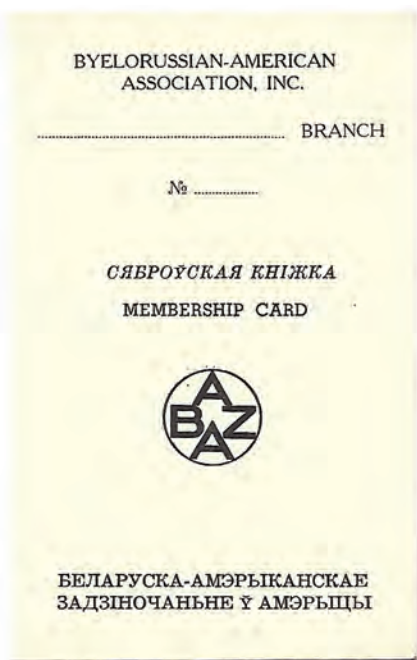 BYELORUSSIAN-AMERICAN
ASSOCIATION, INC.
BRANCH
№
СЯБРОЎСКАЯ КНІЖКА
MEMBERSHIP CARD
A
B Z
A
БЕЛАРУСКА-АМЭРЫКАНСКАЕ
ЗАДЗІНОЧАНЬНЕ Ў АМЭРЫЦЫ